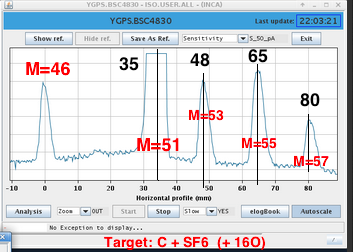 YGPS.BSC4830 - ISO.USER.ALL - (INCA)
YGPS.BSC4830 Last update: 22:03:21
Show ref. Hide ref. Save As Ref. Sensitivity S_50_pA Exit
M=46 35 48 65 80
M=51 M=53 M=55 M=57
-10 0 10 20 30 40 50 60 70 80 90
Horizontal profile (mm)
Analysis Zoom OUT Start Stop Slow YES elogBook Autoscale
No Exception to display...
Target: C + SF6 (+ 16O)